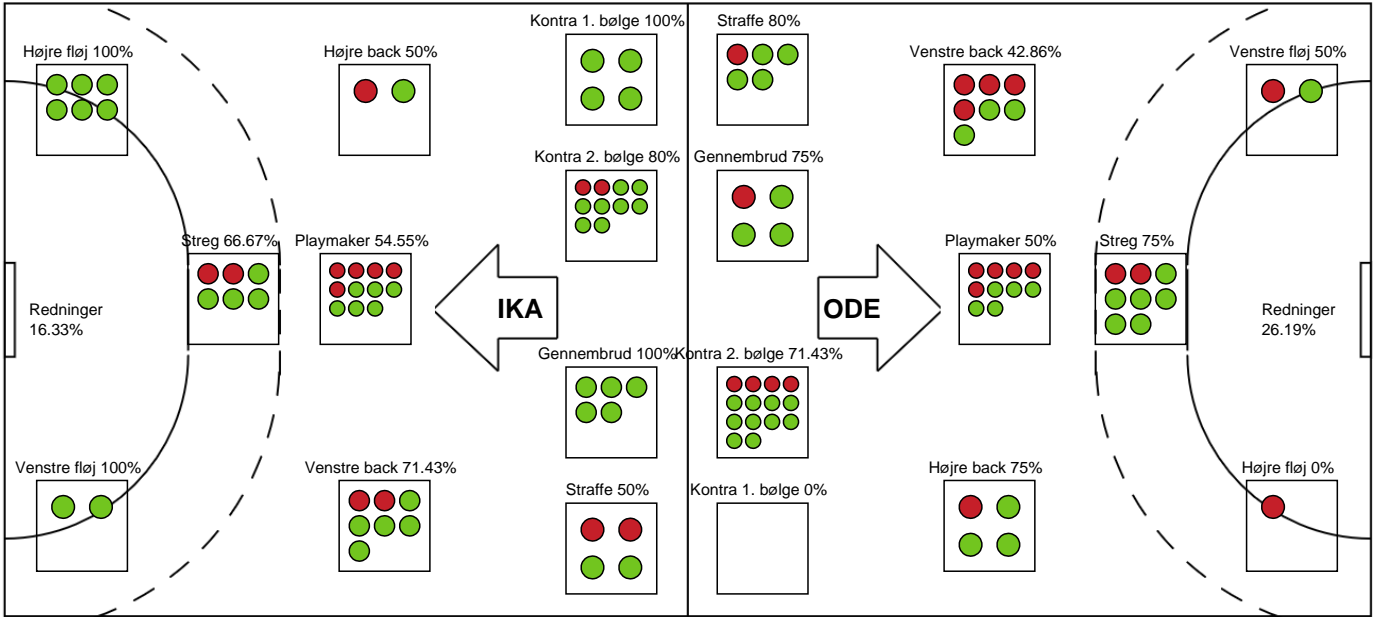 Kontra 1. bølge 100%
Straffe 80%
Højre fløj 100%
Højre back 50%
Venstre back 42.86%
Venstre fløj 50%
Kontra 2. bølge 80%
Gennembrud 75%
Streg 66.67%
Playmaker 54.55%
Playmaker 50%
Streg 75%
IKA
ODE
Redninger
16.33%
Redninger
26.19%
Gennembrud 100%
Kontra 2. bølge 71.43%
Venstre fløj 100%
Venstre back 71.43%
Straffe 50%
Kontra 1. bølge 0%
Højre back 75%
Højre fløj 0%